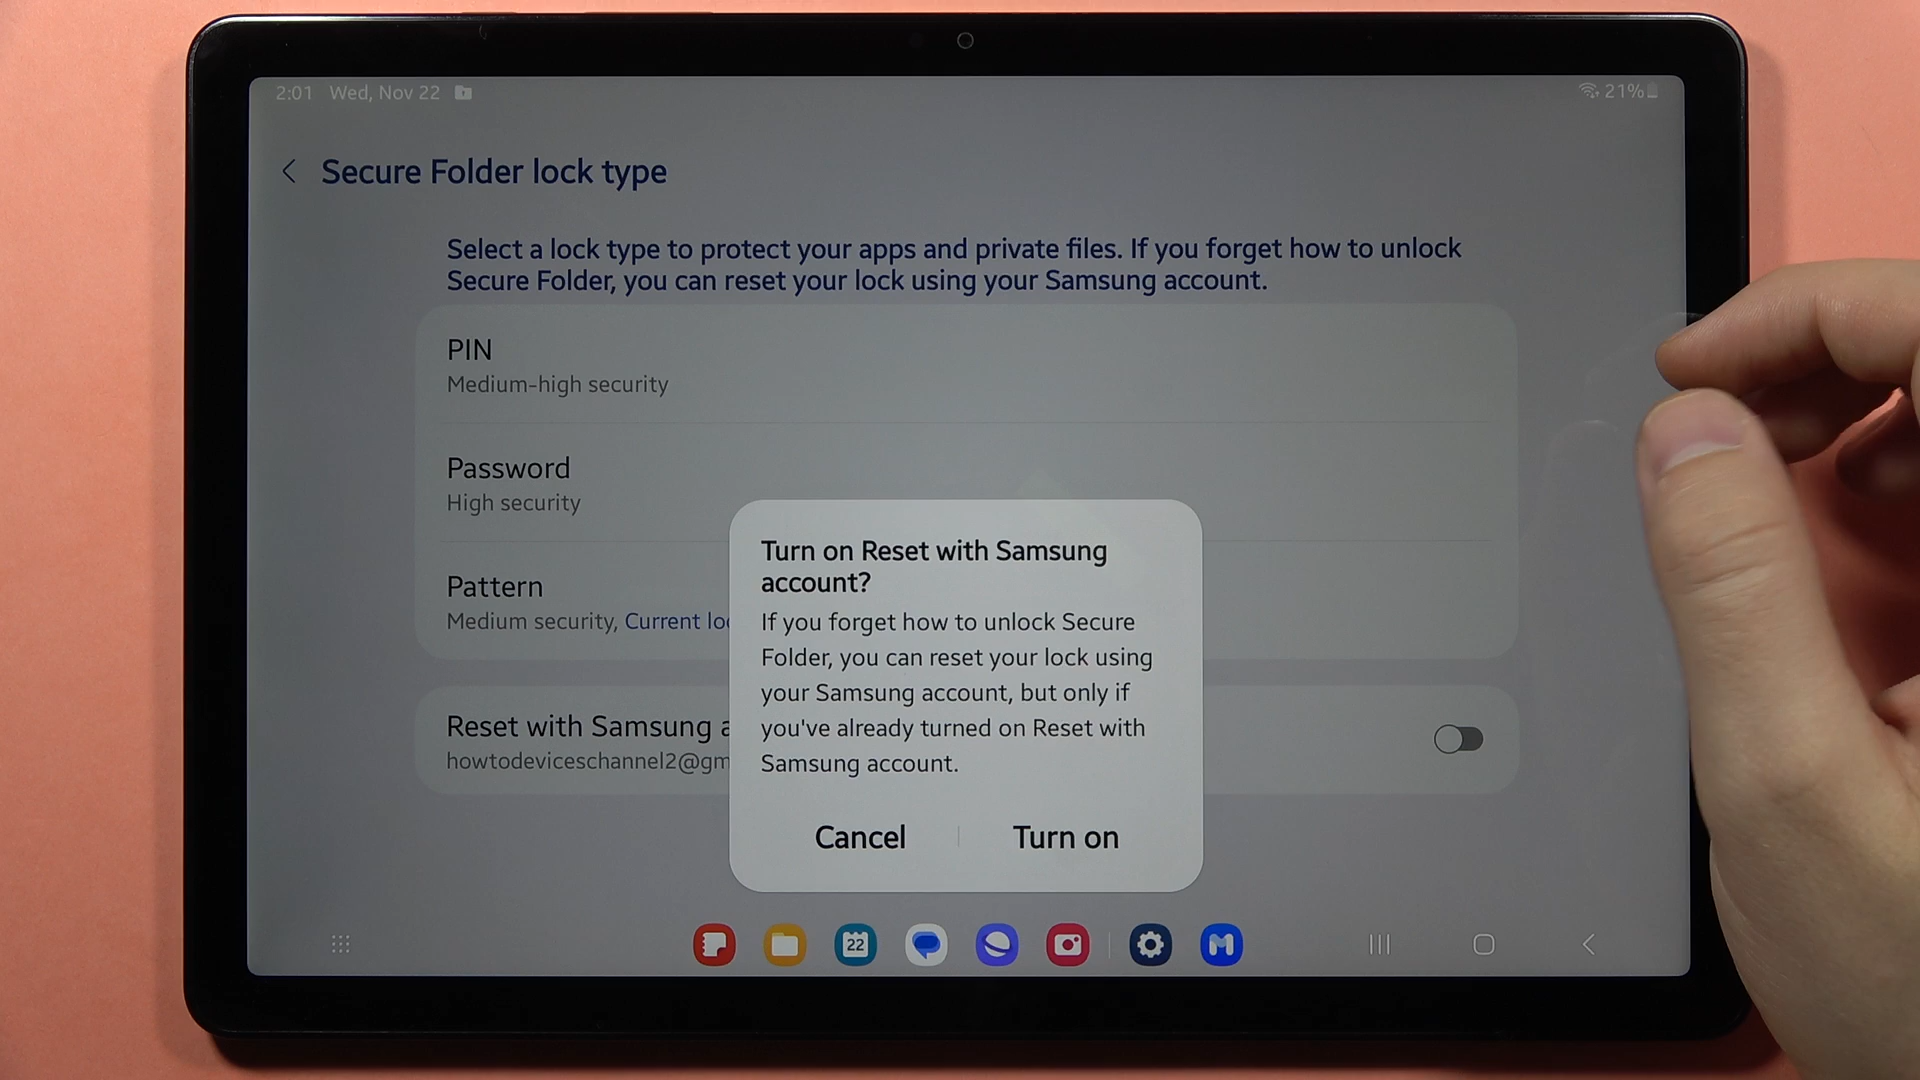 2:01 Wed, Nov 22
21%
Secure Folder lock type
Select a lock type to protect your apps and private files. If you forget how to unlock
Secure Folder, you can reset your lock using your Samsung account.
PIN
Medium-high security
Password
High security
Pattern
Medium security, Current
Reset with Samsung
howtodeviceschannel2@gm
Turn on Reset with Samsung
account?
If you forget how to unlock Secure
Folder, you can reset your lock using
your Samsung account, but only if
you've already turned on Reset with
Samsung account.
Cancel
Turn on
22